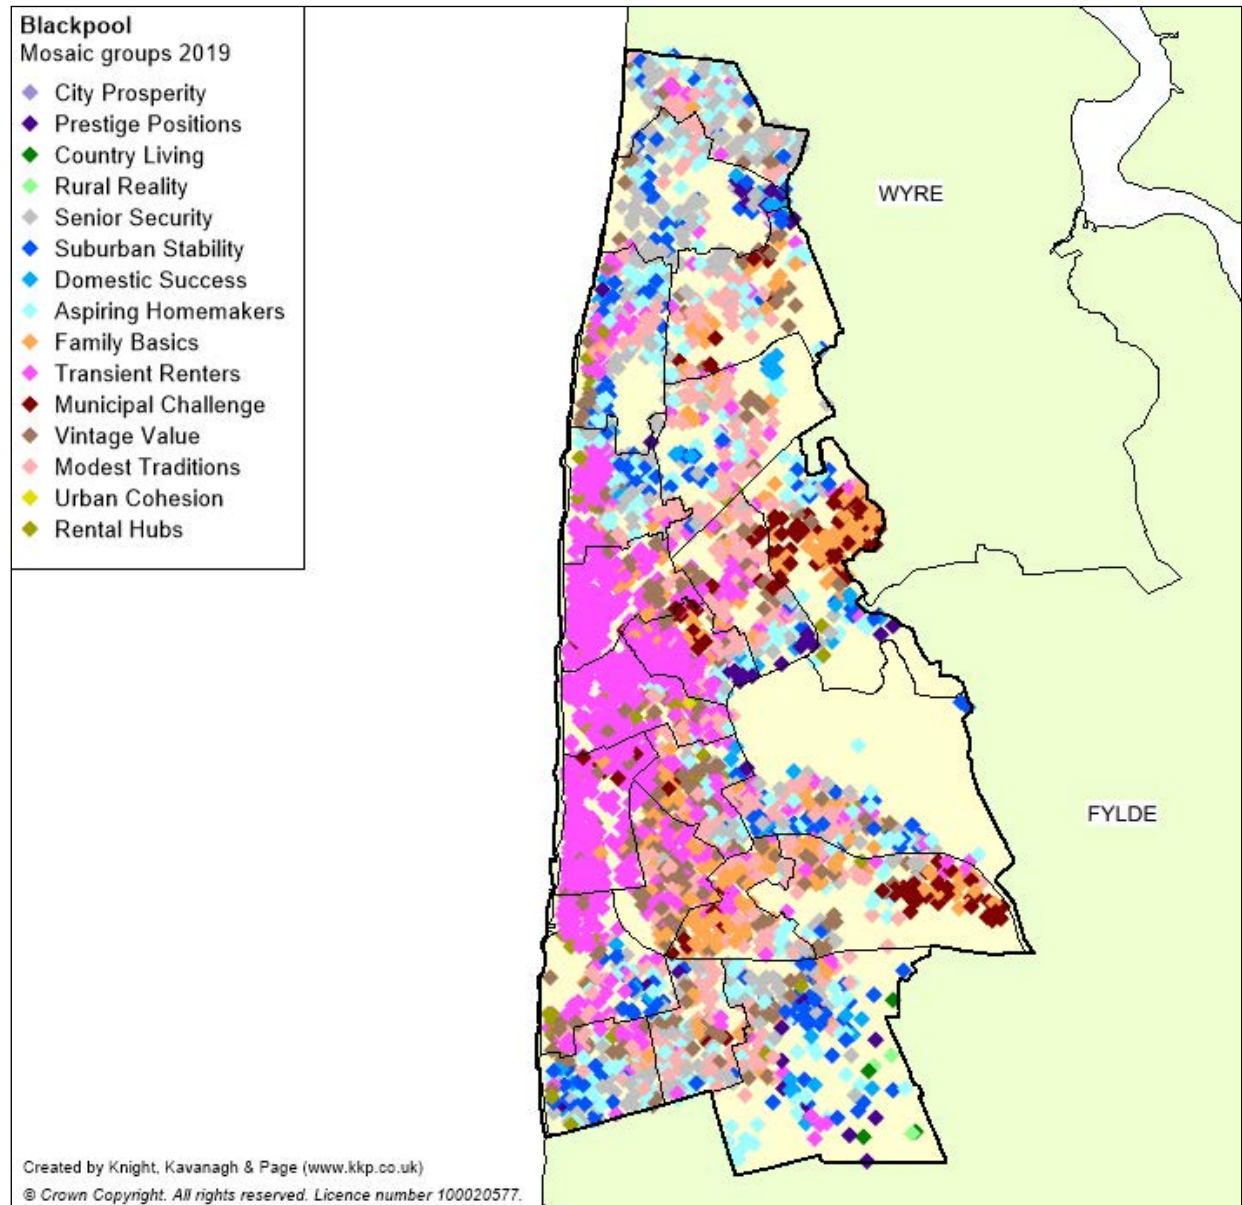 Blackpool
Mosaic groups 2019
City Prosperity
Prestige Positions
Country Living
Rural Reality
Senior Security
Suburban Stability
Domestic Success
Aspiring Homemakers
Family Basics
Transient Renters
Municipal Challenge
Vintage Value
Modest Traditions
Urban Cohesion
Rental Hubs
WYRE
FYLDE
Created by Knight, Kavanagh & Page (www.kkp.co.uk)
© Crown Copyright. All rights reserved. Licence number 100020577.